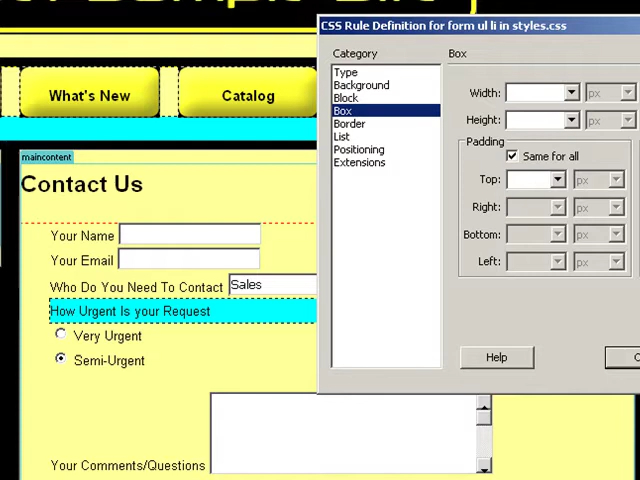 CSS Rule Definition for form ul li in styles.css
Category
Box
Type
Background
Block
Box
Border
List
Positioning
Extensions
Width:
px
Height:
px
Padding
Same for all
Top:
px
Right:
px
Bottom:
px
Left:
px
Help
What's New
Catalog
maincontent
Contact Us
Your Name
Your Email
Who Do You Need To Contact
Sales
How Urgent Is your Request
Very Urgent
Semi-Urgent
Your Comments/Questions